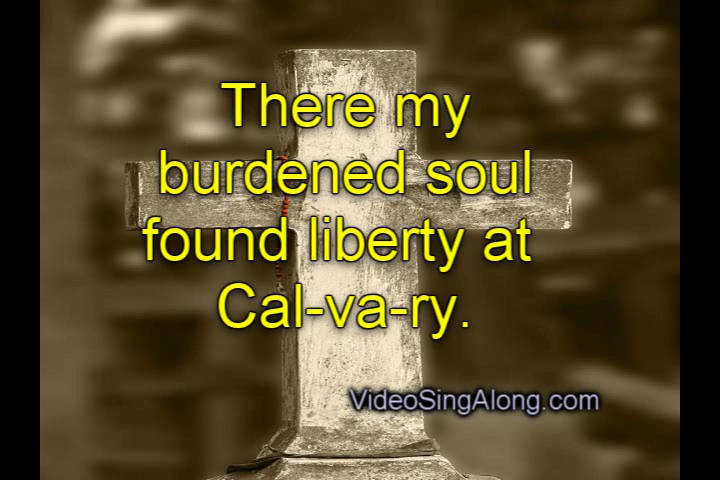 There my
burdened soul
found liberty at
Cal-va-ry.
VideoSingAlong.com